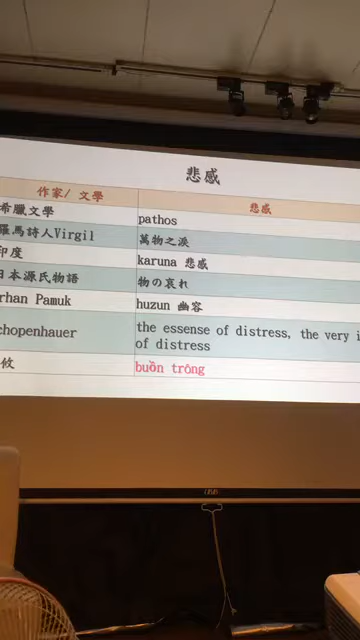 悲感
作家/ 文學 悲感
希臘文學 pathos
羅馬詩人Virgil 萬物之淚
印度 karuna 悲感
日本源氏物語 物の哀れ
rhan Pamuk huzun 幽容
chopenhauer the essense of distress, the very i
of distress
攸 buồn trông